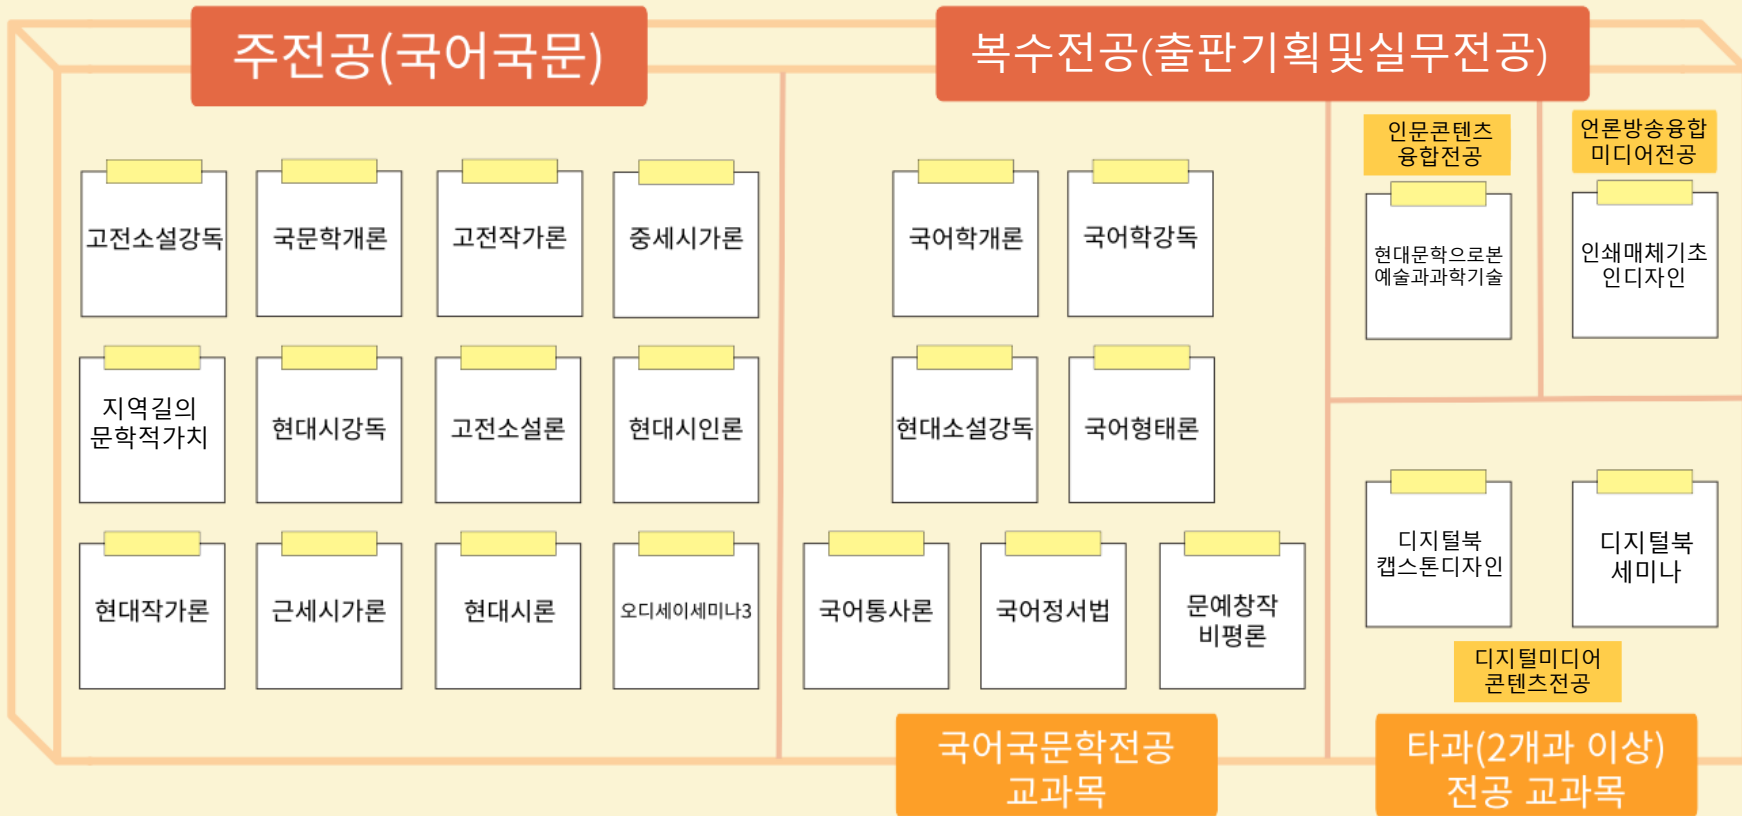 주전공(국어국문)
복수전공(출판기획및실무전공)
인문콘텐츠
융합전공
언론방송융합
미디어전공
고전소설강독
국문학개론
고전작가론
중세시가론
국어학개론
국어학강독
현대문학으로본
예술과과학기술
인쇄매체기초
인디자인
지역길의
문학적가치
현대시강독
고전소설론
현대시인론
현대소설강독
국어형태론
디지털북
캡스톤디자인
디지털북
세미나
현대작가론
근세시가론
현대시론
오디세이세미나3
국어통사론
국어정서법
문예창작
비평론
디지털미디어
콘텐츠전공
국어국문학전공
교과목
타과(2개과 이상)
전공 교과목